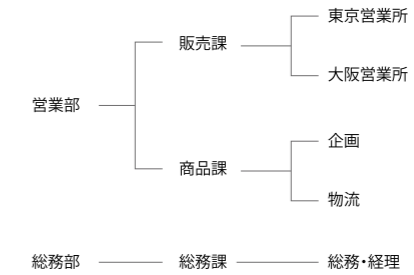 東京営業所
販売課
大阪営業所
営業部
企画
商品課
物流
総務部 総務課 総務・経理